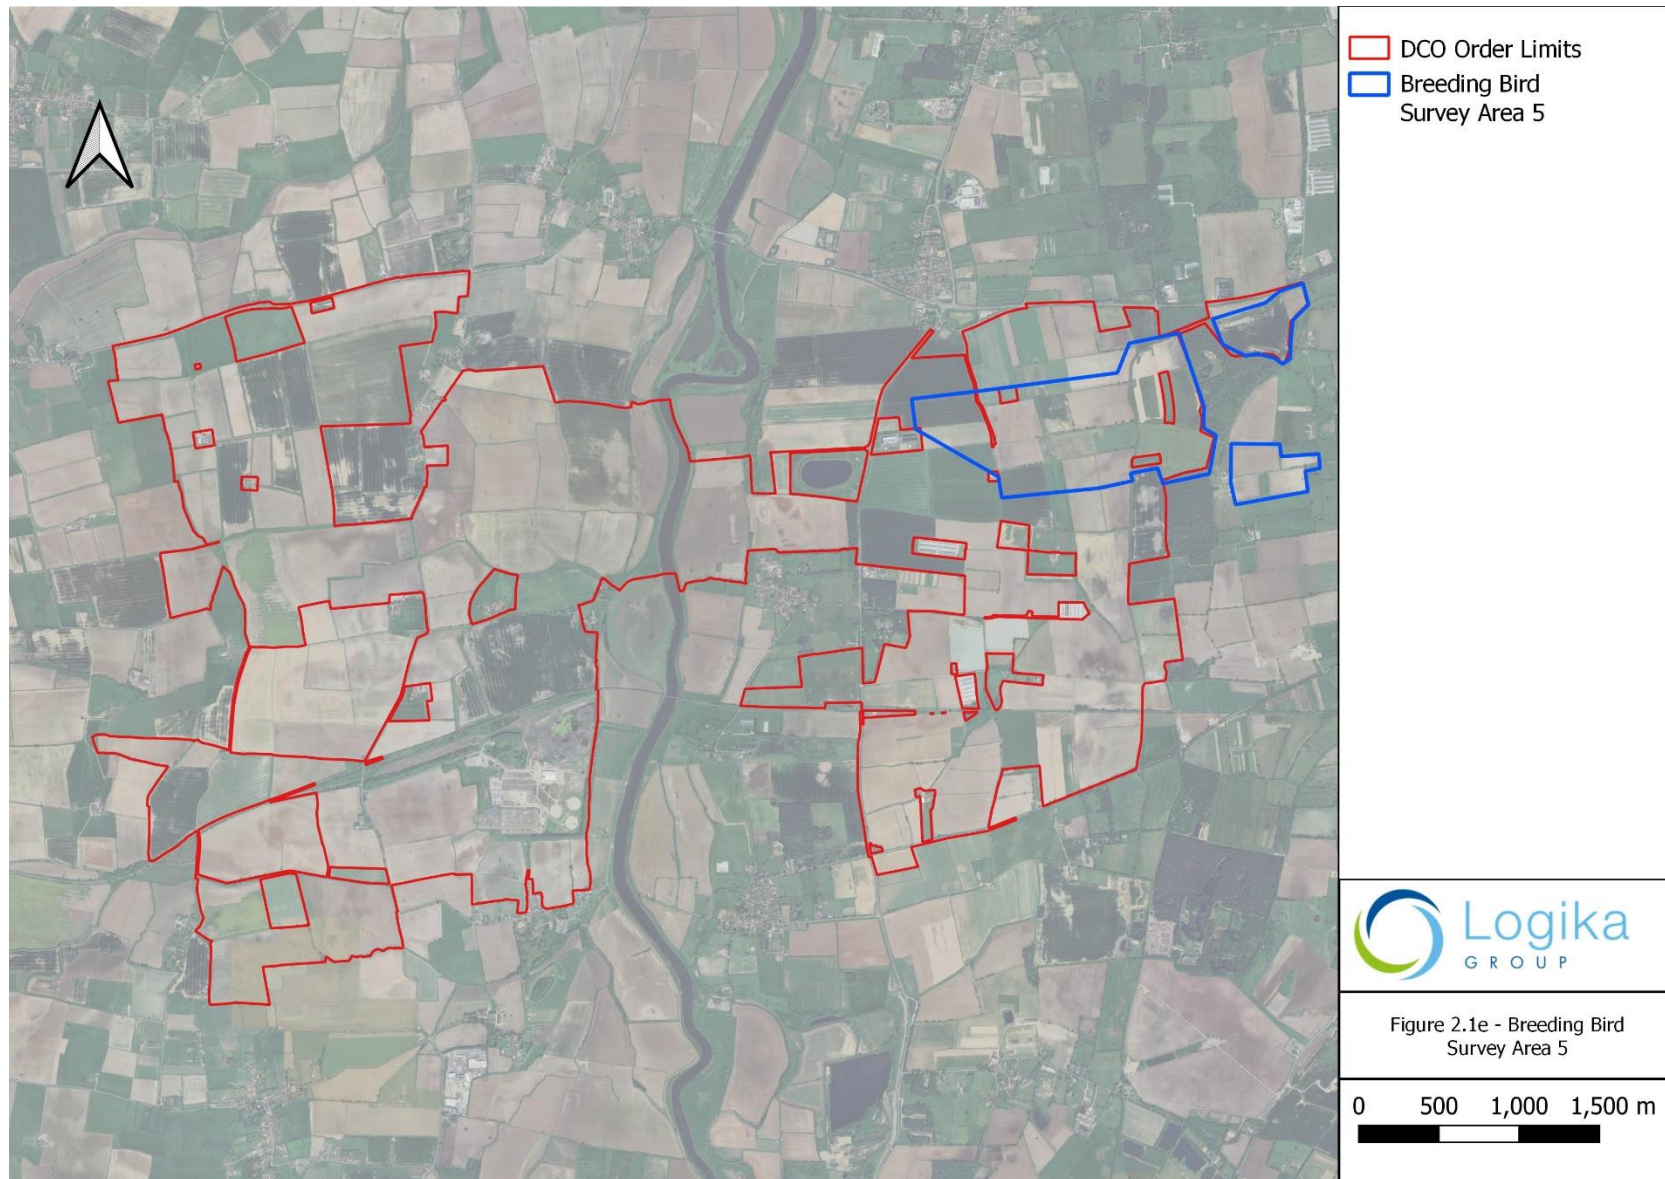 DCO Order Limits
Breeding Bird
Survey Area 5
Logika
GROUP
Figure 2.1e - Breeding Bird
Survey Area 5
0 500 1,000 1,500 m